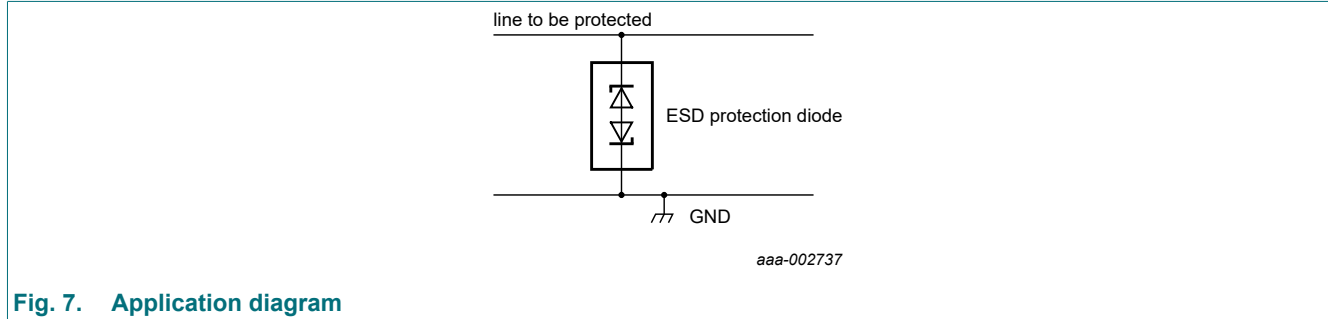 line to be protected
ESD protection diode
GND
aaa-002737
Fig. 7. Application diagram